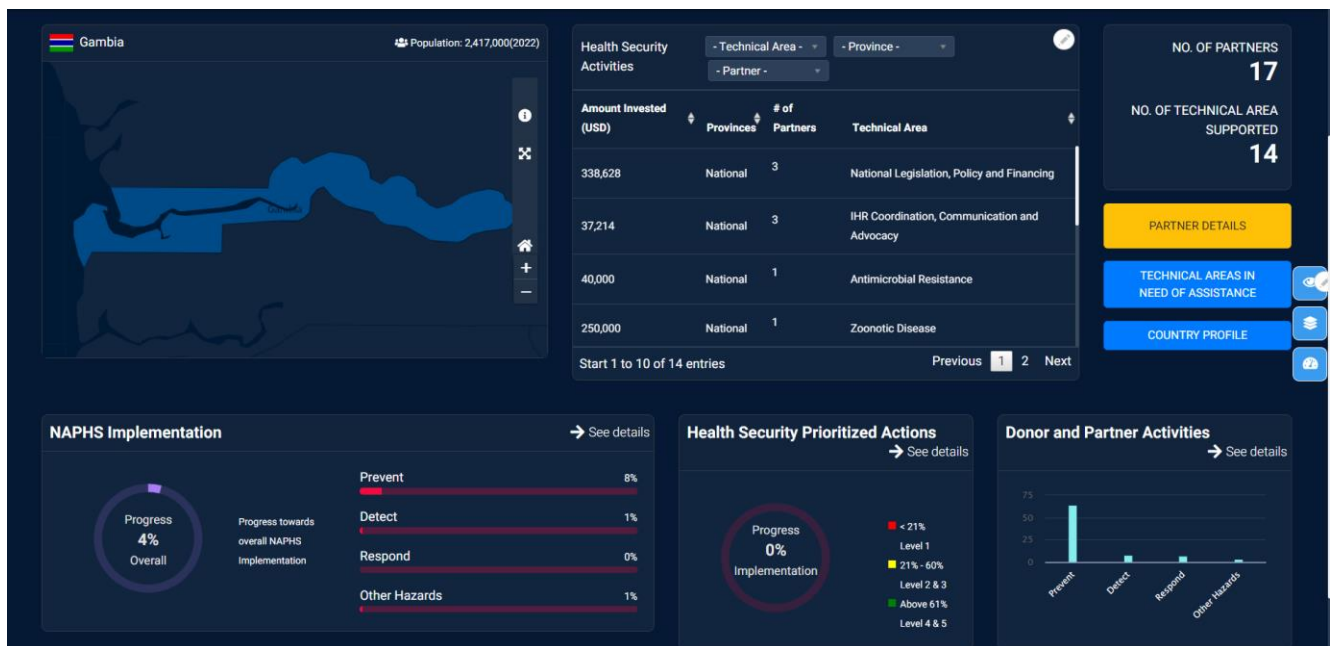 Gambia
Population: 2,417,000(2022)
Gambia
Health Security
Activities
- Technical Area -
- Province -
- Partner -
Amount Invested
(USD)
Provinces
# of
Partners
Technical Area
338,628
National
3
National Legislation, Policy and Financing
37,214
National
3
IHR Coordination, Communication and
Advocacy
40,000
National
1
Antimicrobial Resistance
250,000
National
1
Zoonotic Disease
Start 1 to 10 of 14 entries
Previous 1 2 Next
NO. OF PARTNERS
17
NO. OF TECHNICAL AREA
SUPPORTED
14
PARTNER DETAILS
TECHNICAL AREAS IN
NEED OF ASSISTANCE
COUNTRY PROFILE
NAPHS Implementation
See details
Progress
4%
Overall
Progress towards
overall NAPHS
Implementation
Prevent 8%
Detect 1%
Respond 0%
Other Hazards 1%
Health Security Prioritized Actions
See details
Progress
0%
Implementation
< 21%
Level 1
21% - 60%
Level 2 & 3
Above 61%
Level 4 & 5
Donor and Partner Activities
See details
75
50
25
0
Prevent
Detect
Respond
Other Hazards